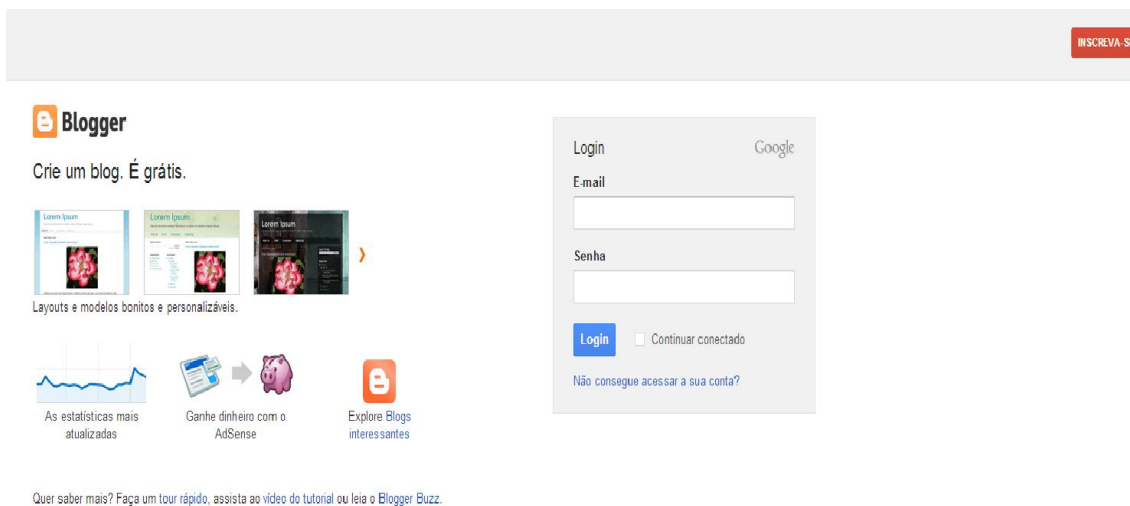 INSCREVA-S
Blogger
Crie um blog. É grátis.
Lorem Ipsum
Lorem Ipsum
Lorem Ipsum
Layouts e modelos bonitos e personalizáveis.
As estatísticas mais
atualizadas
Ganhe dinheiro com o
AdSense
Explore Blogs
interessantes
Quer saber mais? Faça um tour rápido, assista ao vídeo do tutorial ou leia o Blogger Buzz.
Login
Google
E-mail
Senha
Login
Continuar conectado
Não consegue acessar a sua conta?